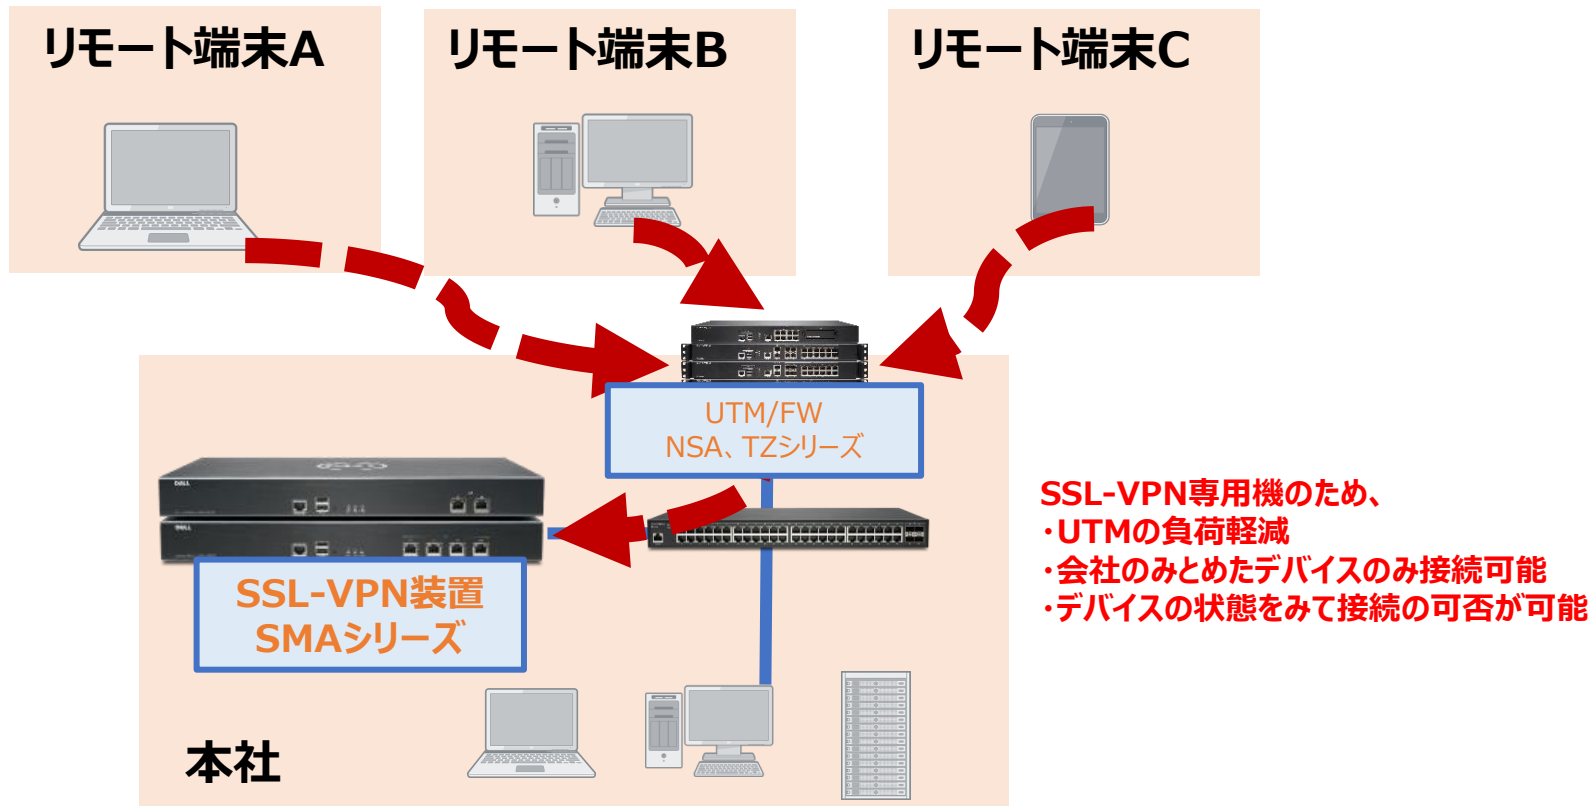 リモート端末A
リモート端末B
リモート端末C
UTM/FW
NSA、TZシリーズ
DELL
DELL
SSL-VPN装置
SMAシリーズ
本社
SSL-VPN専用機のため、
・UTMの負荷軽減
・会社のみとめたデバイスのみ接続可能
・デバイスの状態をみて接続の可否が可能